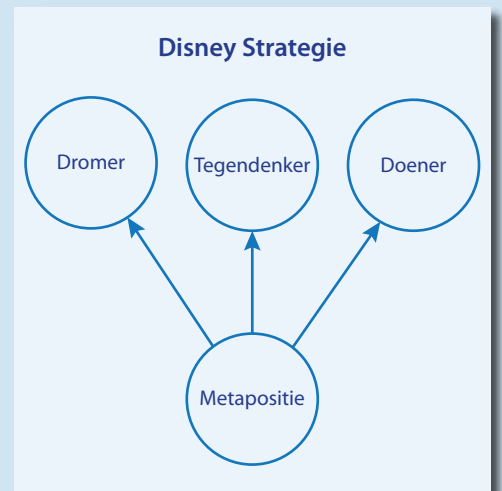 Disney Strategie
Dromer
Tegendenker
Doener
Metapositie